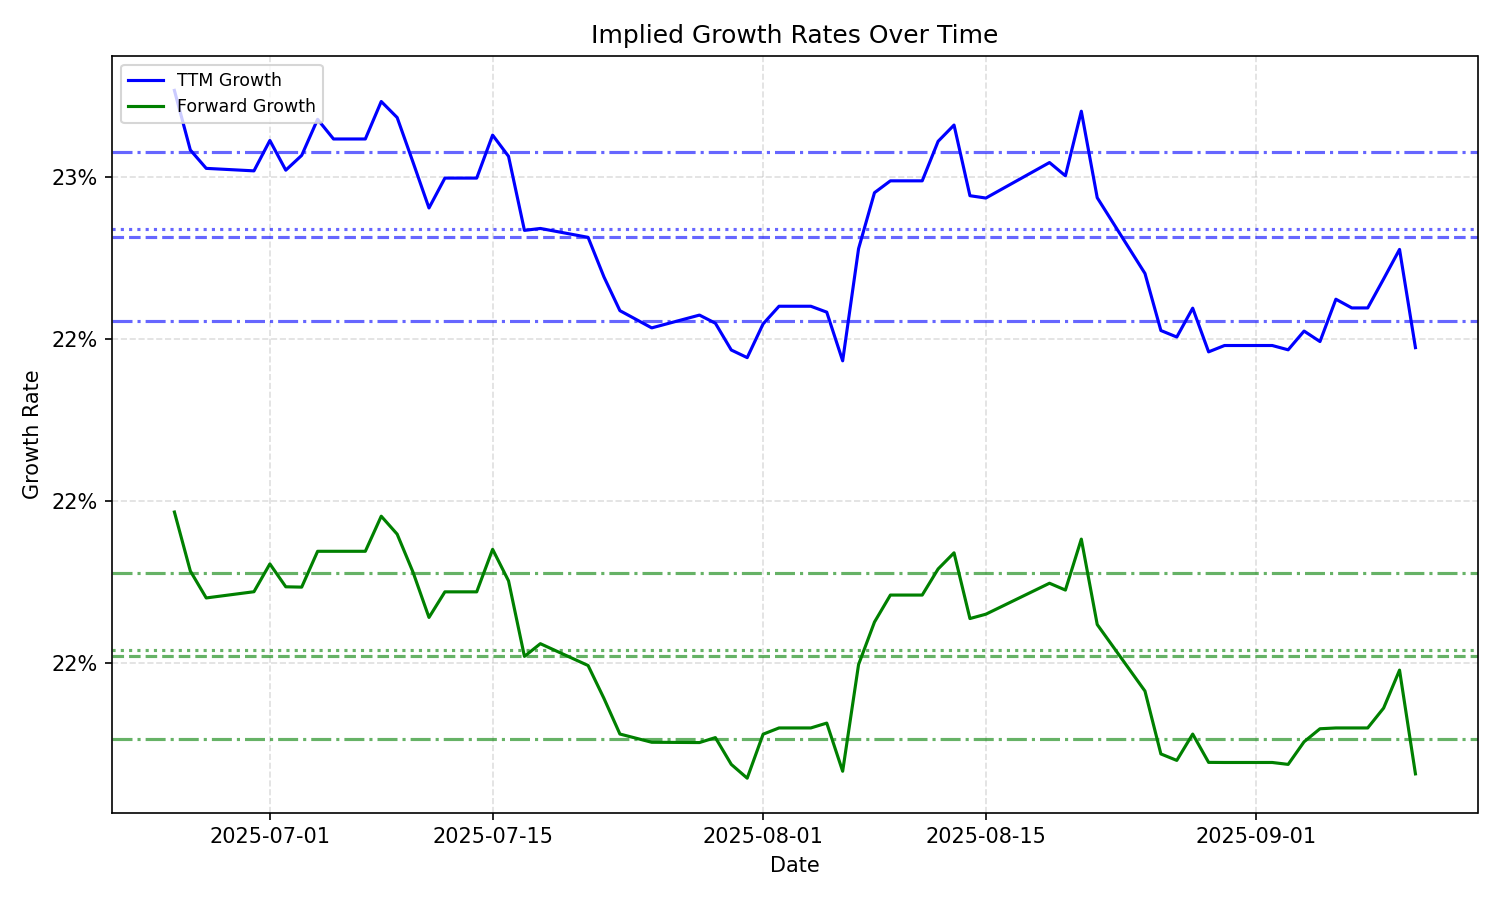 Implied Growth Rates Over Time
TTM Growth
Forward Growth
23%
22%
22%
22%
Growth Rate
2025-07-01
2025-07-15
2025-08-01
2025-08-15
2025-09-01
Date